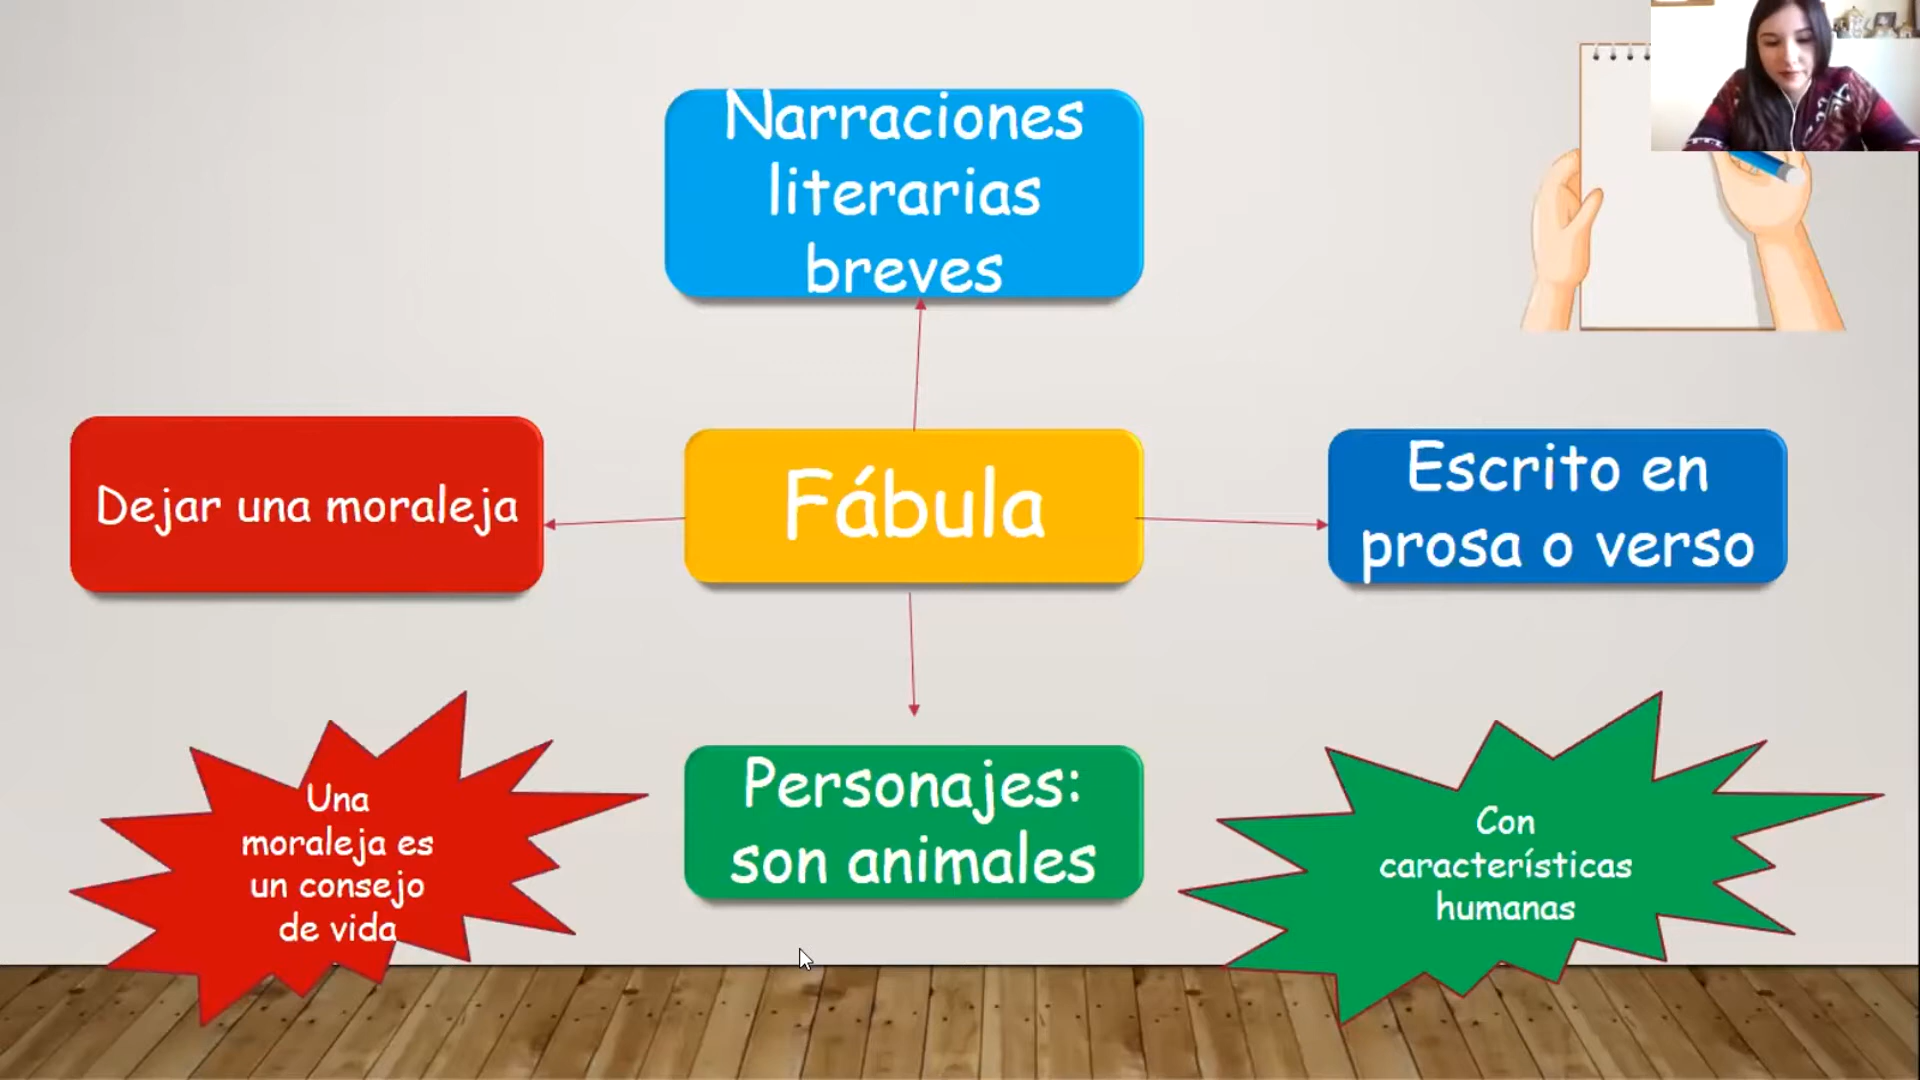 Narraciones
literarias
breves
Dejar una moraleja
Fábula
Escrito en
prosa o verso
Personajes:
son animales
Una
moraleja es
un consejo
de vida
Con
características
humanas